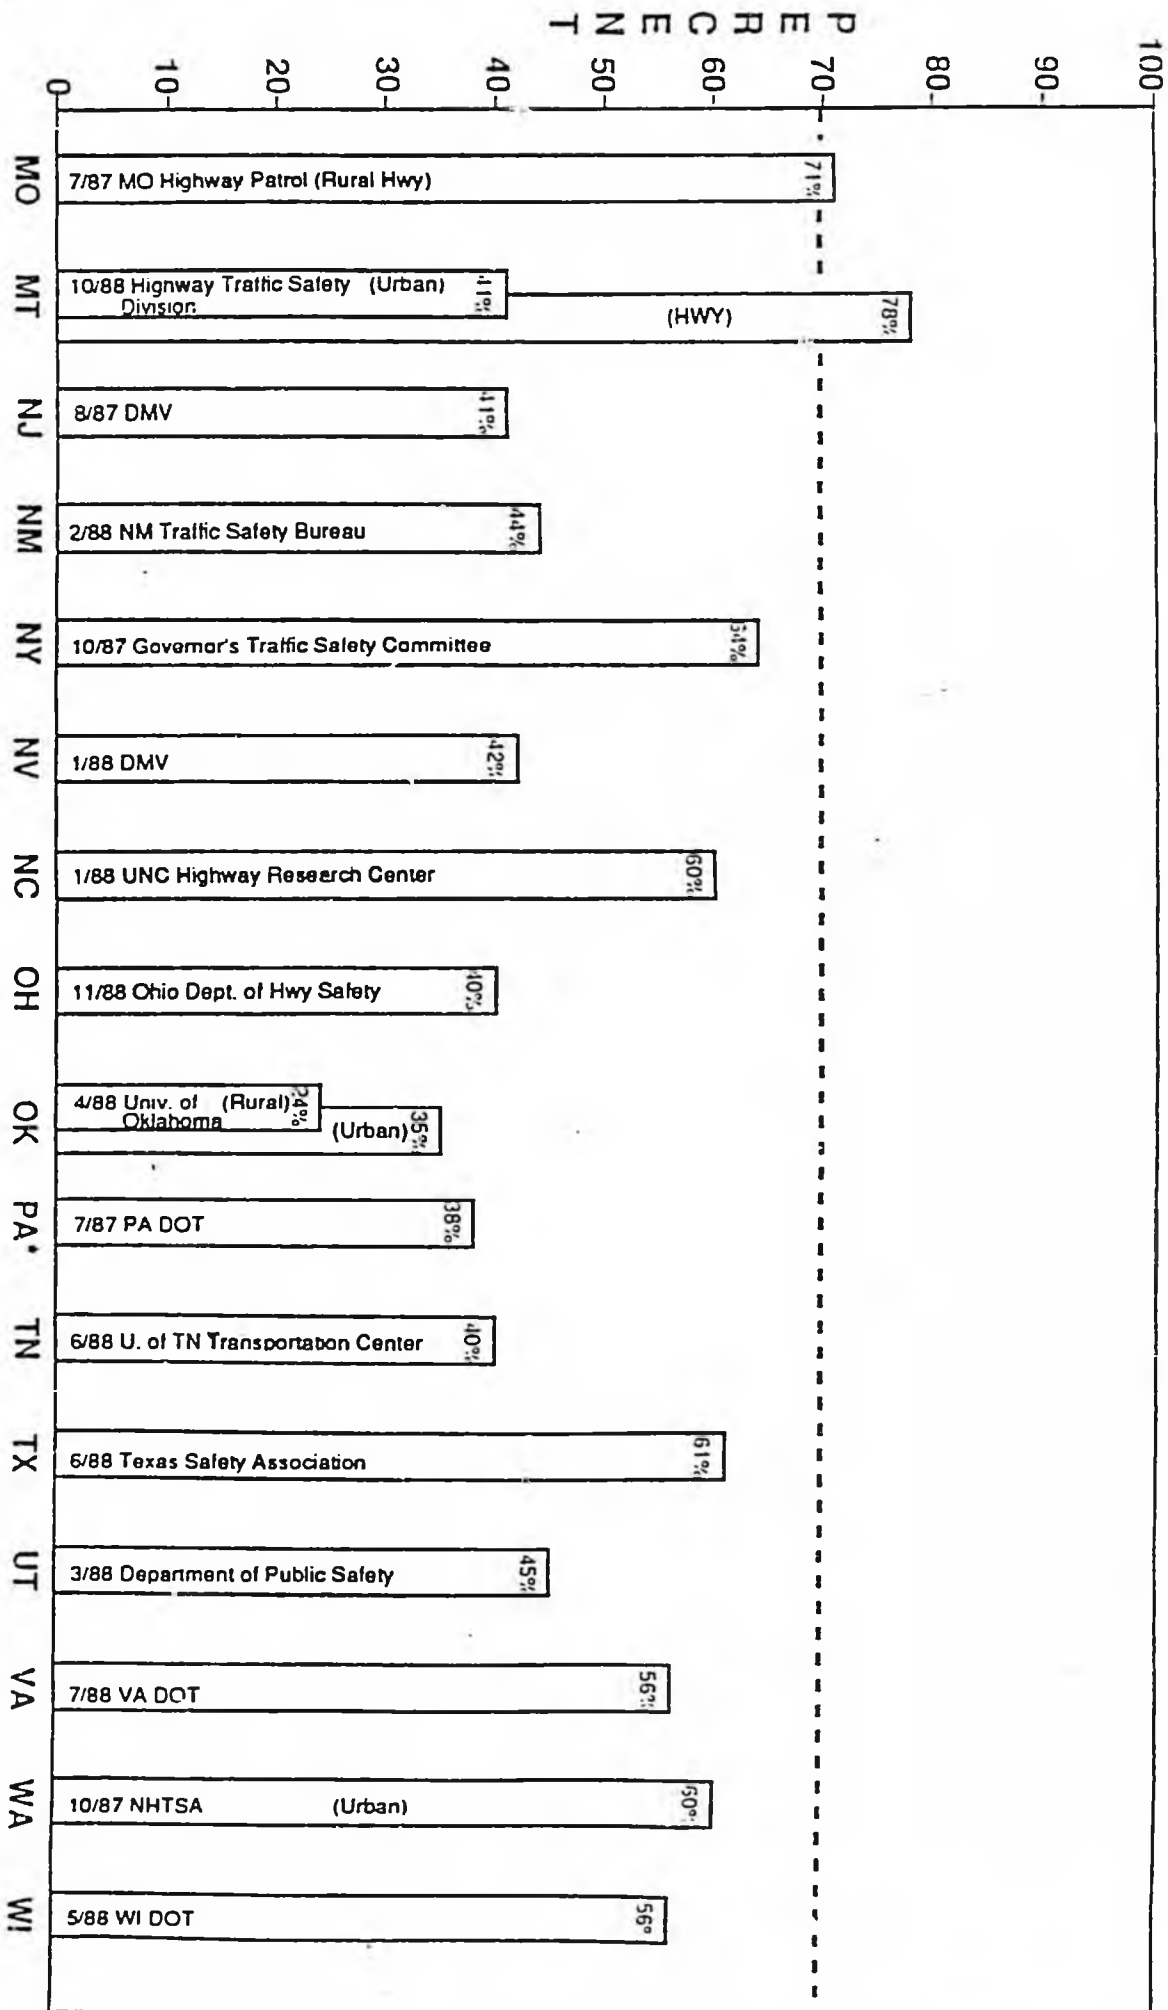 PERCENT
100
90
80
70
60
50
40
30
20
10
0
MO
7/87 MO Highway Patrol (Rural Hwy)
71%
MT
10/88 Highway Traffic Safety (Urban)
Division
41%
(HWY)
78%
NJ
8/87 DMV
41%
NM
2/88 NM Traffic Safety Bureau
44%
NY
10/87 Governor's Traffic Safety Committee
64%
NV
1/88 DMV
42%
NC
1/88 UNC Highway Research Center
60%
OH
11/88 Ohio Dept. of Hwy Safety
40%
OK
4/88 Univ. of (Rural)
Oklahoma
24%
(Urban)
35%
PA*
7/87 PA DOT
38%
TN
6/88 U. of TN Transportation Center
40%
TX
6/88 Texas Safety Association
61%
UT
3/88 Department of Public Safety
45%
VA
7/88 VA DOT
56%
WA
10/87 NHTSA (Urban)
60%
WI
5/88 WI DOT
56%